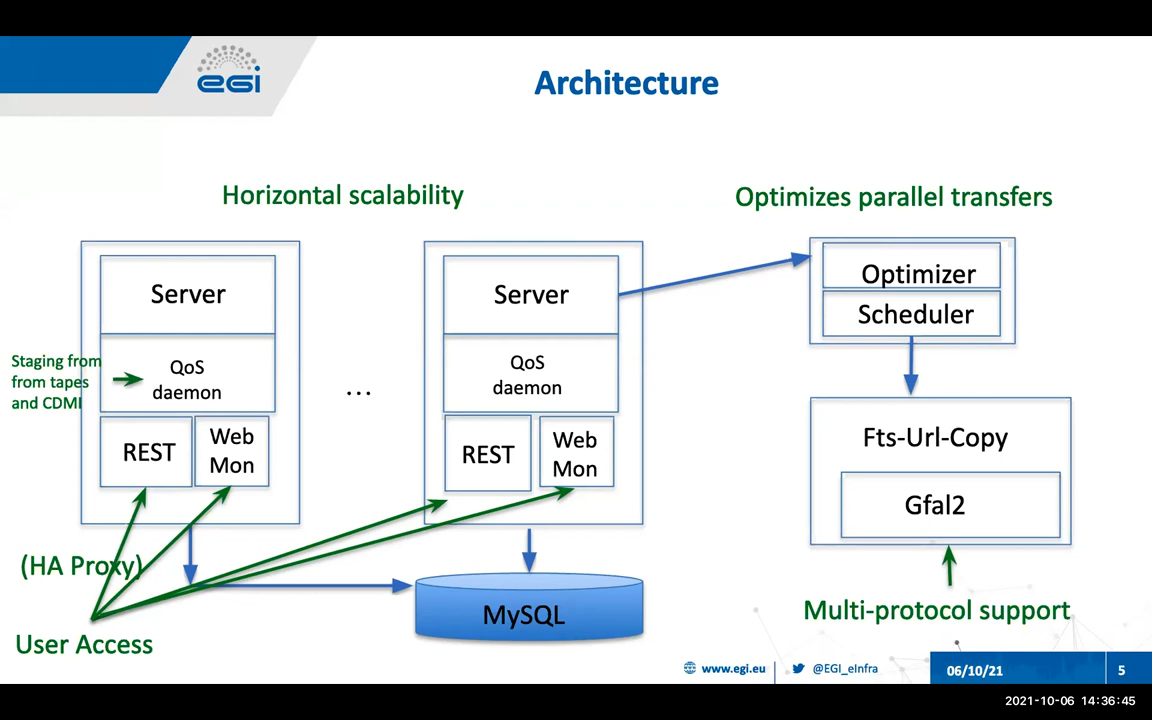 egi
Architecture
Horizontal scalability
Optimizes parallel transfers
Server
QoS
daemon
REST
Web
Mon
Staging from
from tapes
and CDMI
...
Server
QoS
daemon
REST
Web
Mon
Optimizer
Scheduler
Fts-Url-Copy
Gfal2
(HA Proxy)
User Access
MySQL
Multi-protocol support
www.egi.eu
@EGI_eInfra
06/10/21
5
2021-10-06 14:36:45